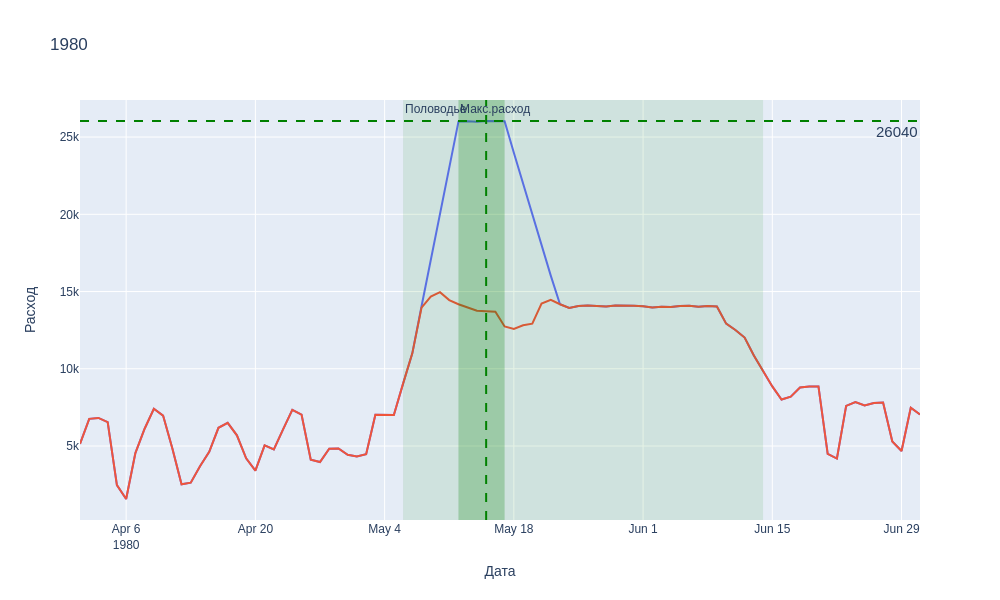 1980
Половодье
Макс.расход
26040
25k
20k
15k
10k
5k
Расход
Apr 6 Apr 20 May 4 May 18 Jun 1 Jun 15 Jun 29
1980
Дата